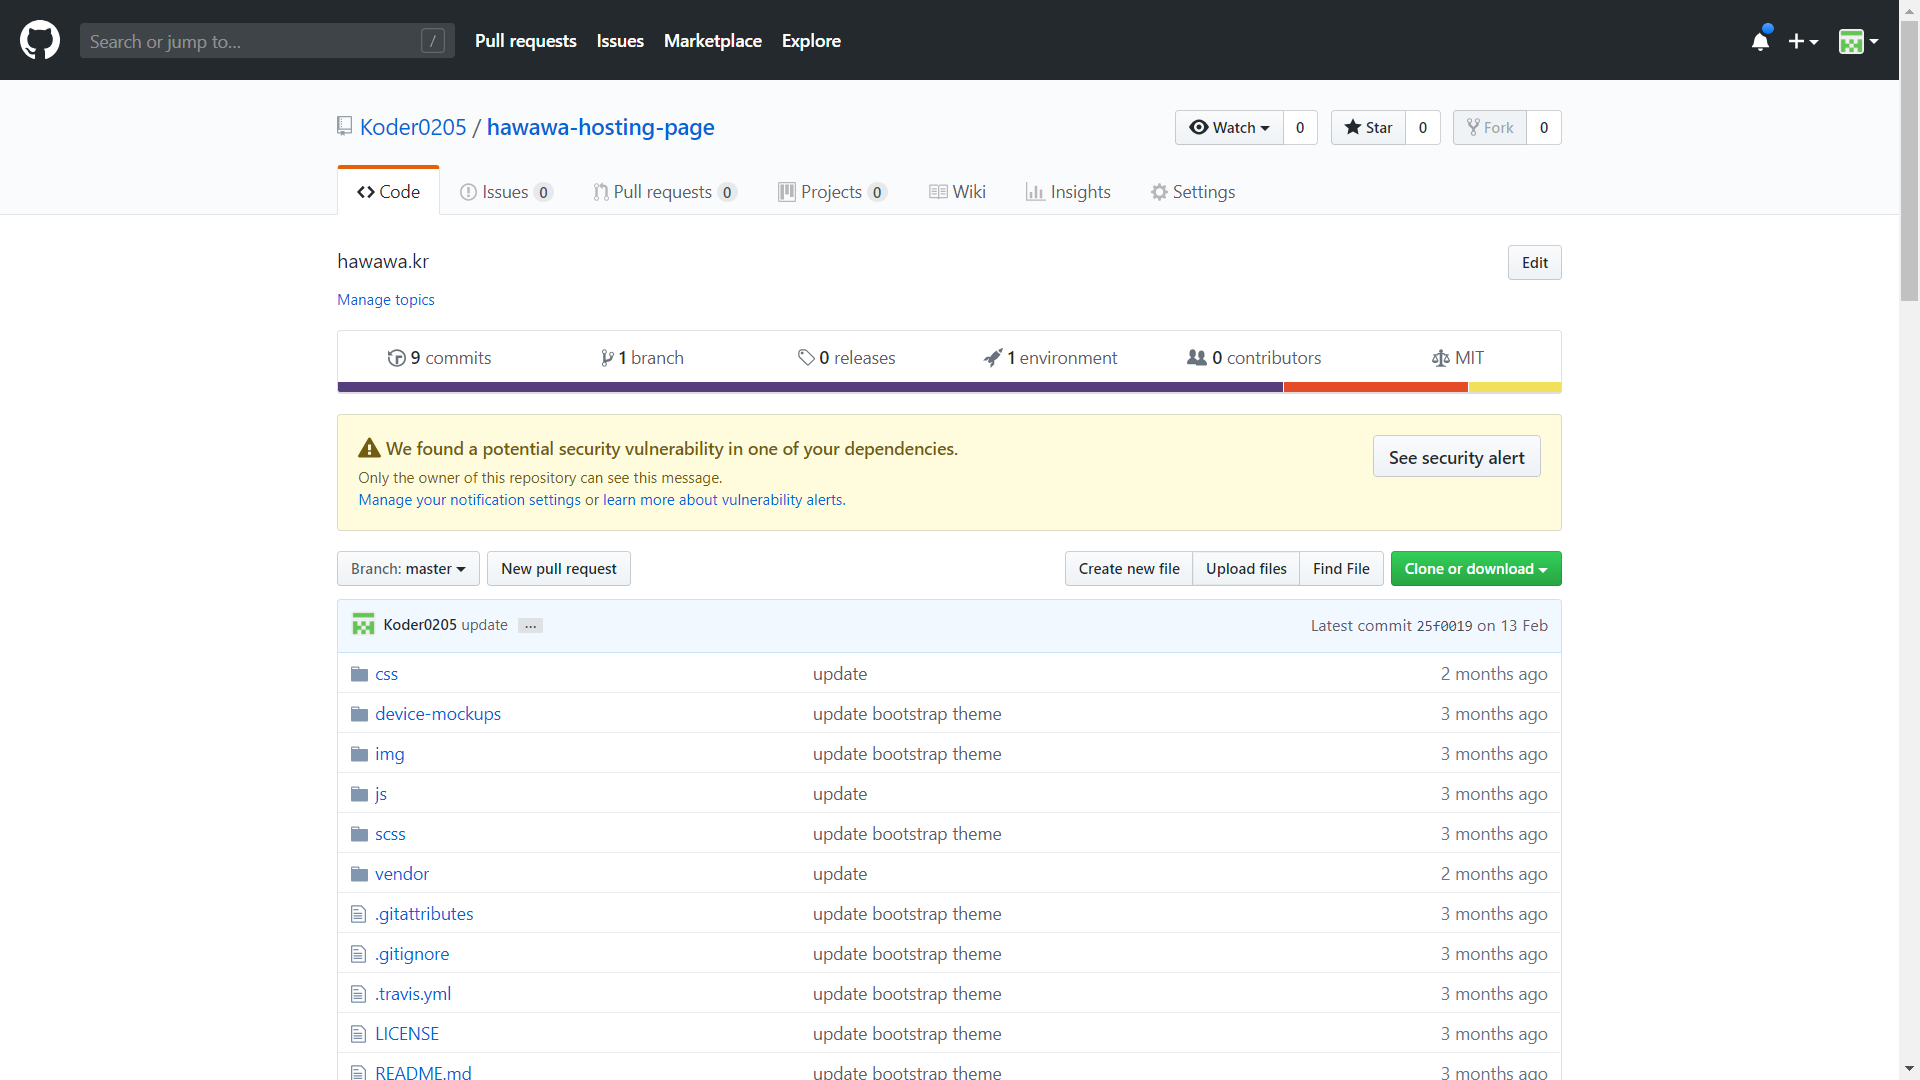 Search or jump to... / Pull requests Issues Marketplace Explore
Koder0205 / hawawa-hosting-page Watch 0 Star 0 Fork 0
Code Issues 0 Pull requests 0 Projects 0 Wiki Insights Settings
hawawa.kr Edit
Manage topics
9 commits 1 branch 0 releases 1 environment 0 contributors MIT
We found a potential security vulnerability in one of your dependencies. See security alert
Only the owner of this repository can see this message.
Manage your notification settings or learn more about vulnerability alerts.
Branch: master New pull request Create new file Upload files Find File Clone or download
Koder0205 update ... Latest commit 25f0019 on 13 Feb
css update 2 months ago
device-mockups update bootstrap theme 3 months ago
img update bootstrap theme 3 months ago
js update 3 months ago
scss update bootstrap theme 3 months ago
vendor update 2 months ago
.gitattributes update bootstrap theme 3 months ago
.gitignore update bootstrap theme 3 months ago
.travis.yml update bootstrap theme 3 months ago
LICENSE update bootstrap theme 3 months ago
README.md update bootstrap theme 3 months ago